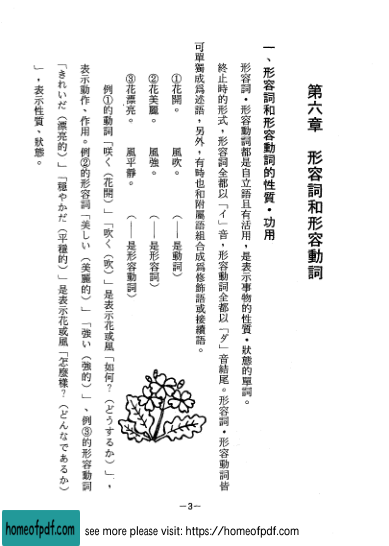 第六章　形容詞和形容動詞
一、形容詞和形容動詞的性質・功用
形容詞・形容動詞都是自立語且有活用，是表示事物的性質・狀態的單詞。
終止時的形式，形容詞全都以「イ」音，形容動詞全都以「ダ」音結尾。形容詞・形容動詞皆
可單獨成爲述語，另外，有時也和附屬語組合成爲修飾語或接續語。
①花開。　風吹。　（——是動詞）
②花美麗。　風強。　（——是形容詞）
③花漂亮。　風平靜。　（——是形容動詞）
例①的動詞「咲く（花開）」「吹く（吹）」是表示花或風「如何？（どうするか）」，
表示動作、作用。例②的形容詞「美しい（美麗的）」「強い（強的）」、例③的形容動詞
「きれいだ（漂亮的）」「穏やかだ（平穩的）」是表示花或風「怎麼樣？（どんなであるか）
」，表示性質、狀態。
—3—
homeofpdf.com
see more please visit: https://homeofpdf.com